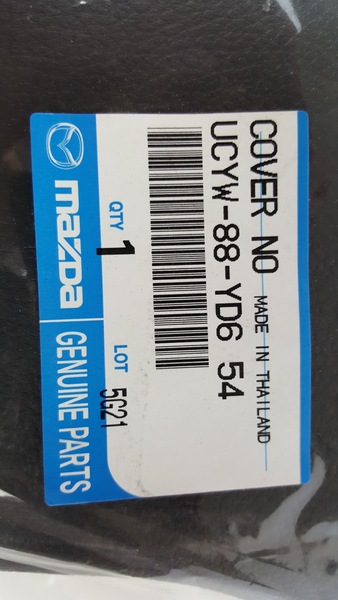 COVER NO
MADE IN THAILAND
UCYW-88-YD6 54
QTY
1
LOT
5G21
mazda
GENUINE PARTS